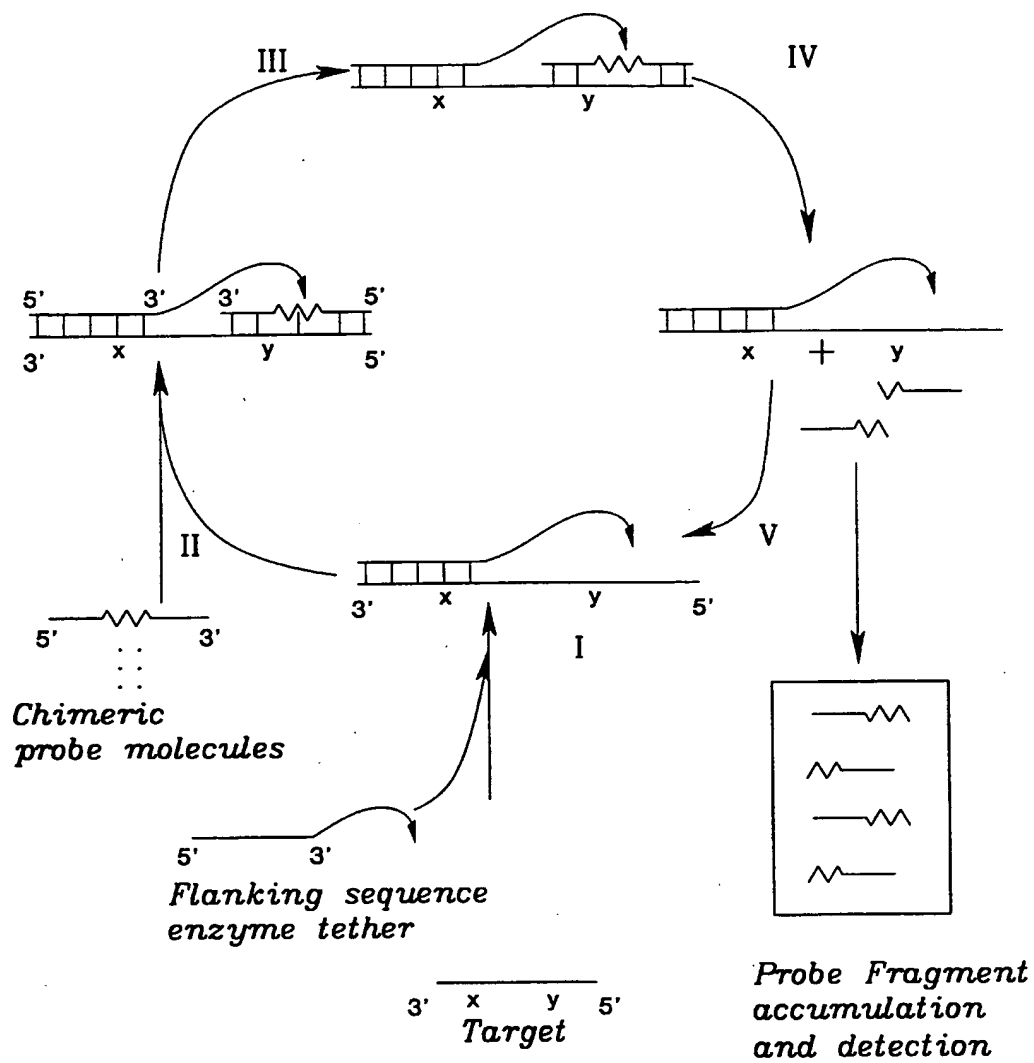 III
IV
x
y
5'
3'
3'
5'
3'
x
y
5'
x
+
y
II
V
3'
x
y
5'
I
5'
3'
Chimeric
probe molecules
5'
3'
Flanking sequence
enzyme tether
3'
x
y
5'
Target
Probe Fragment
accumulation
and detection